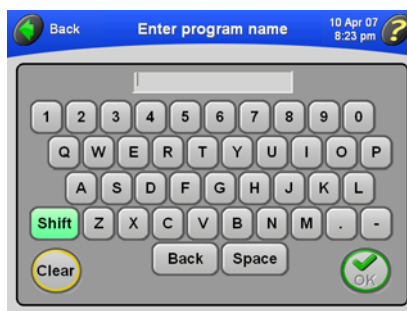 Back Enter program name 10 Apr 07
8:23 pm ?
1 2 3 4 5 6 7 8 9 0
Q W E R T Y U I O P
A S D F G H J K L
Shift Z X C V B N M . -
Clear Back Space OK